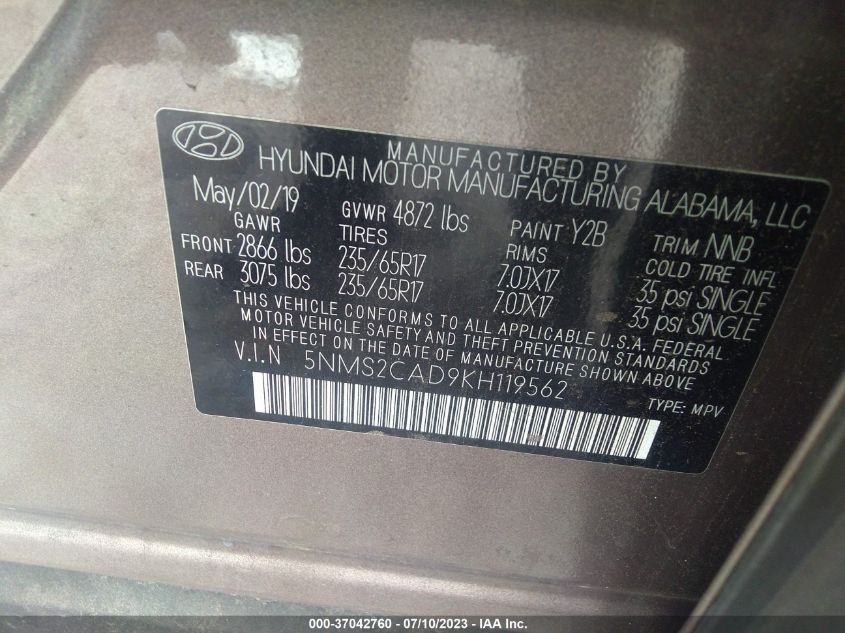 MANUFACTURED BY
HYUNDAI MOTOR MANUFACTURING ALABAMA, LLC
May/02/19 GVWR 4872 lbs PAINT Y2B TRIM NNB
GAWR TIRES RIMS COLD TIRE INFL
FRONT 2866 lbs 235/65R17 7.0JX17 35 psi SINGLE
REAR 3075 lbs 235/65R17 7.0JX17 35 psi SINGLE
THIS VEHICLE CONFORMS TO ALL APPLICABLE U.S.A. FEDERAL
MOTOR VEHICLE SAFETY AND THEFT PREVENTION STANDARDS
IN EFFECT ON THE DATE OF MANUFACTURE SHOWN ABOVE
V.I.N 5NMS2CAD9KH119562
TYPE: MPV
000-37042760 - 07/10/2023 - IAA Inc.